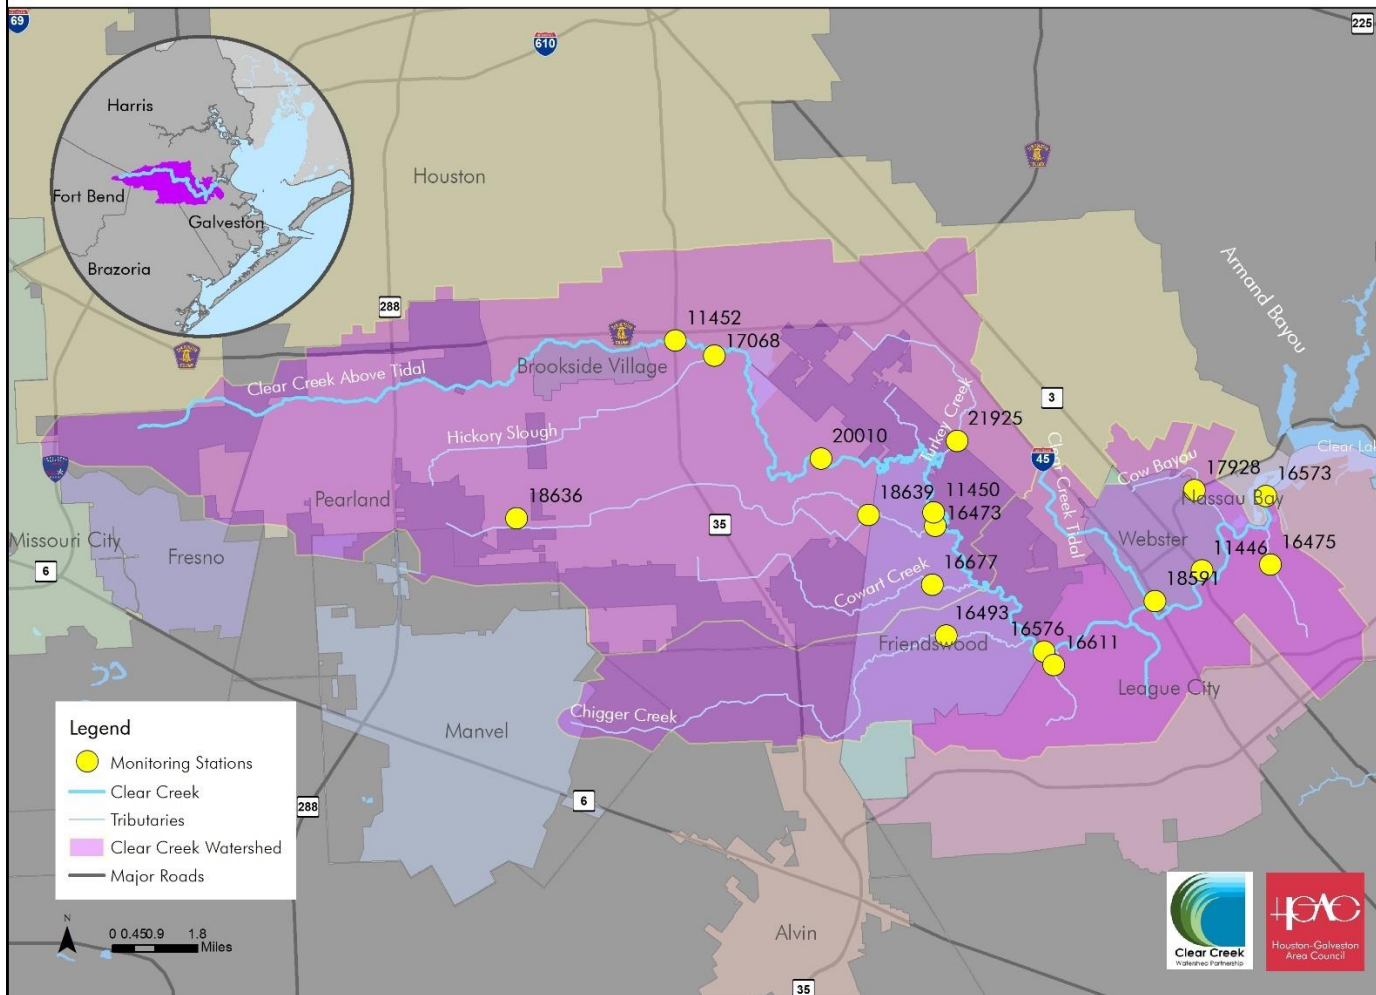 69
610
225
Harris
Fort Bend
Galveston
Brazoria
Houston
288
Armand Bayou
11452
17068
Clear Creek Above Tidal
Brookside Village
3
Turkey Creek
21925
Hickory Slough
20010
45
Clear Creek Tidal
Clear Lak
Cow Bayou
17928
16573
Nassau Bay
18636
Pearland
18639
11450
16473
35
Missouri City
Fresno
6
Webster
11446
16475
16677
18591
Cowart Creek
16493
Friendswood
16576
16611
League City
Chigger Creek
Manvel
Legend
Monitoring Stations
Clear Creek
Tributaries
Clear Creek Watershed
Major Roads
288
6
N
0 0.450.9 1.8
Miles
Alvin
35
Clear Creek
Watershed Partnership
H-GAC
Houston-Galveston
Area Council